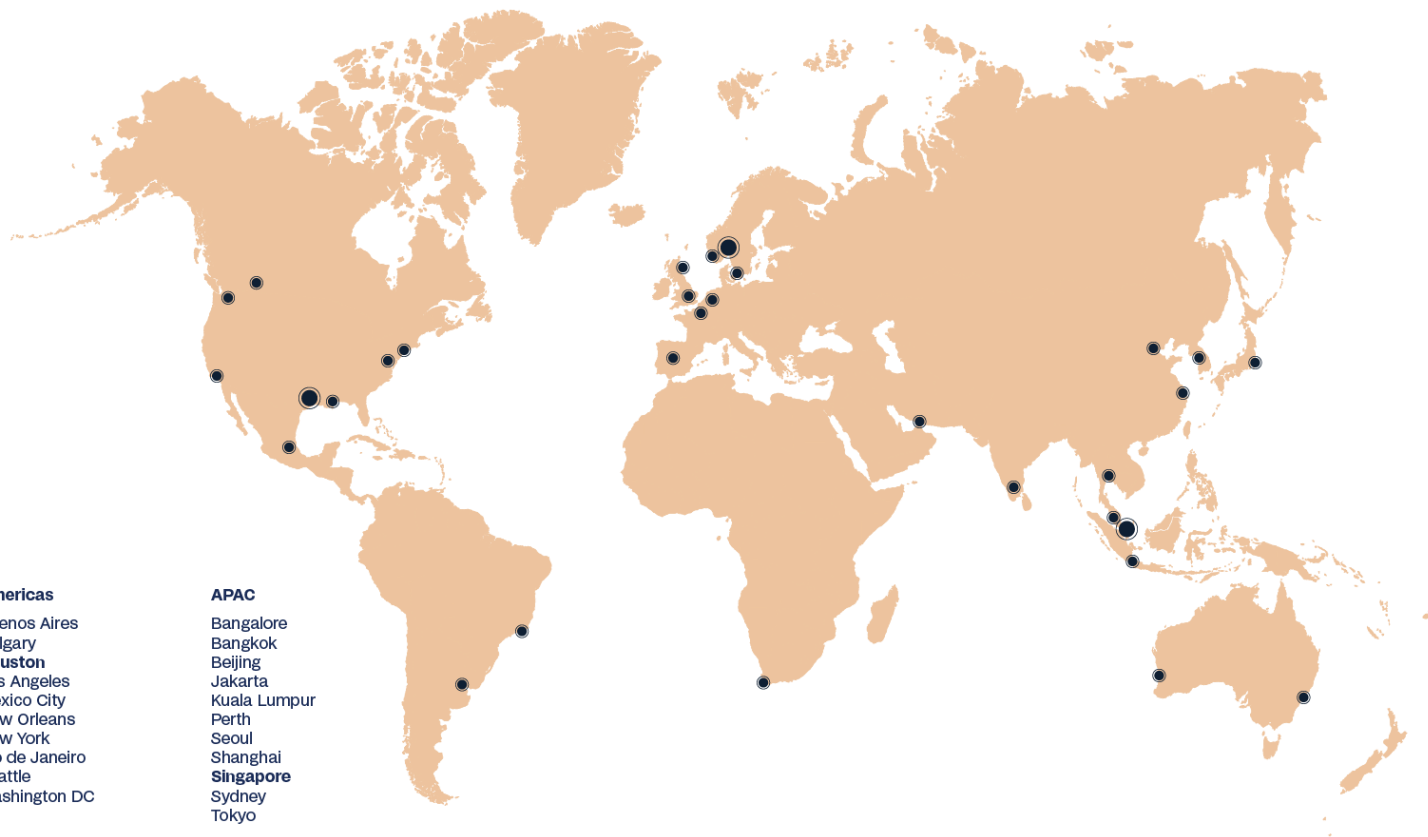 nericas
enos Aires
lgary
uston
s Angeles
exico City
w Orleans
w York
o de Janeiro
attle
ashington DC
APAC
Bangalore
Bangkok
Beijing
Jakarta
Kuala Lumpur
Perth
Seoul
Shanghai
Singapore
Sydney
Tokyo